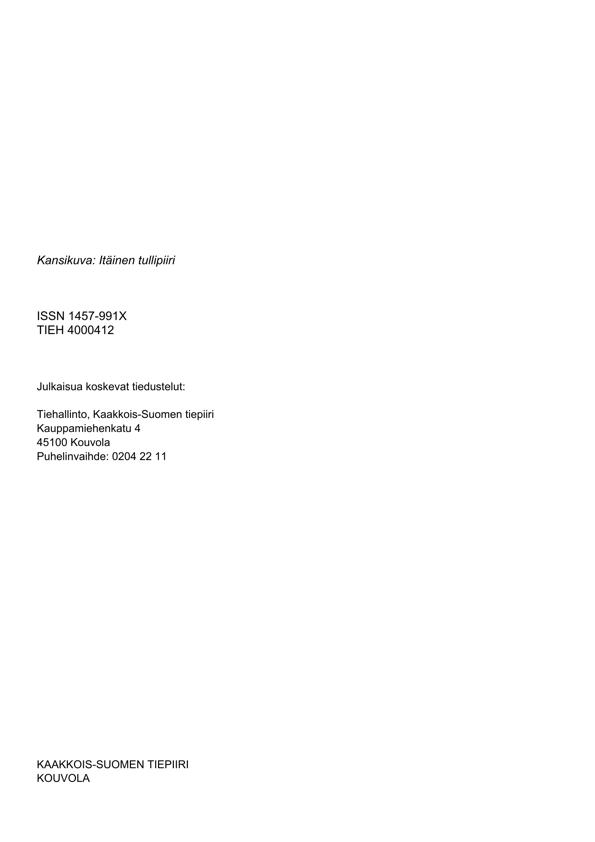 Kansikuva: Itäinen tullipiiri
ISSN 1457-991X
TIEH 4000412
Julkaisua koskevat tiedustelut:
Tiehallinto, Kaakkois-Suomen tiepiiri
Kauppamiehenkatu 4
45100 Kouvola
Puhelinvaihde: 0204 22 11
KAAKKOIS-SUOMEN TIEPIIRI
KOUVOLA